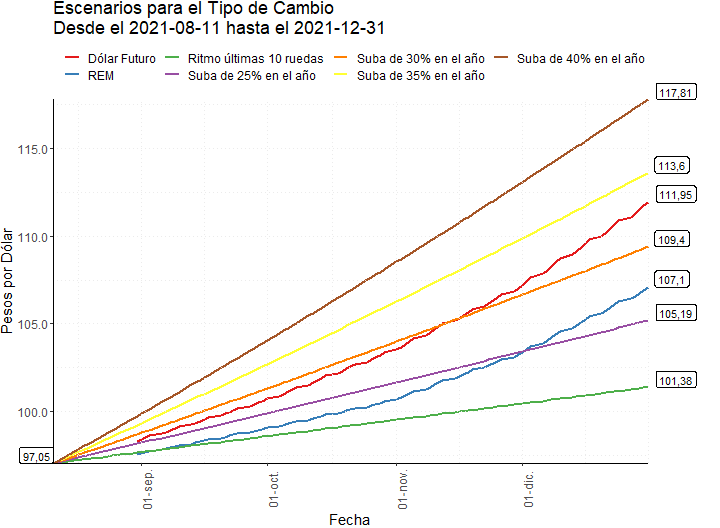 Escenarios para el Tipo de Cambio
Desde el 2021-08-11 hasta el 2021-12-31
Dólar Futuro Ritmo últimas 10 ruedas Suba de 30% en el año Suba de 40% en el año
REM Suba de 25% en el año Suba de 35% en el año
117,81
115.0
113,6
111,95
110.0
109,4
107,1
105.0
105,19
101,38
100.0
97,05
Pesos por Dólar
01-sep.
01-oct.
01-nov.
01-dic.
Fecha